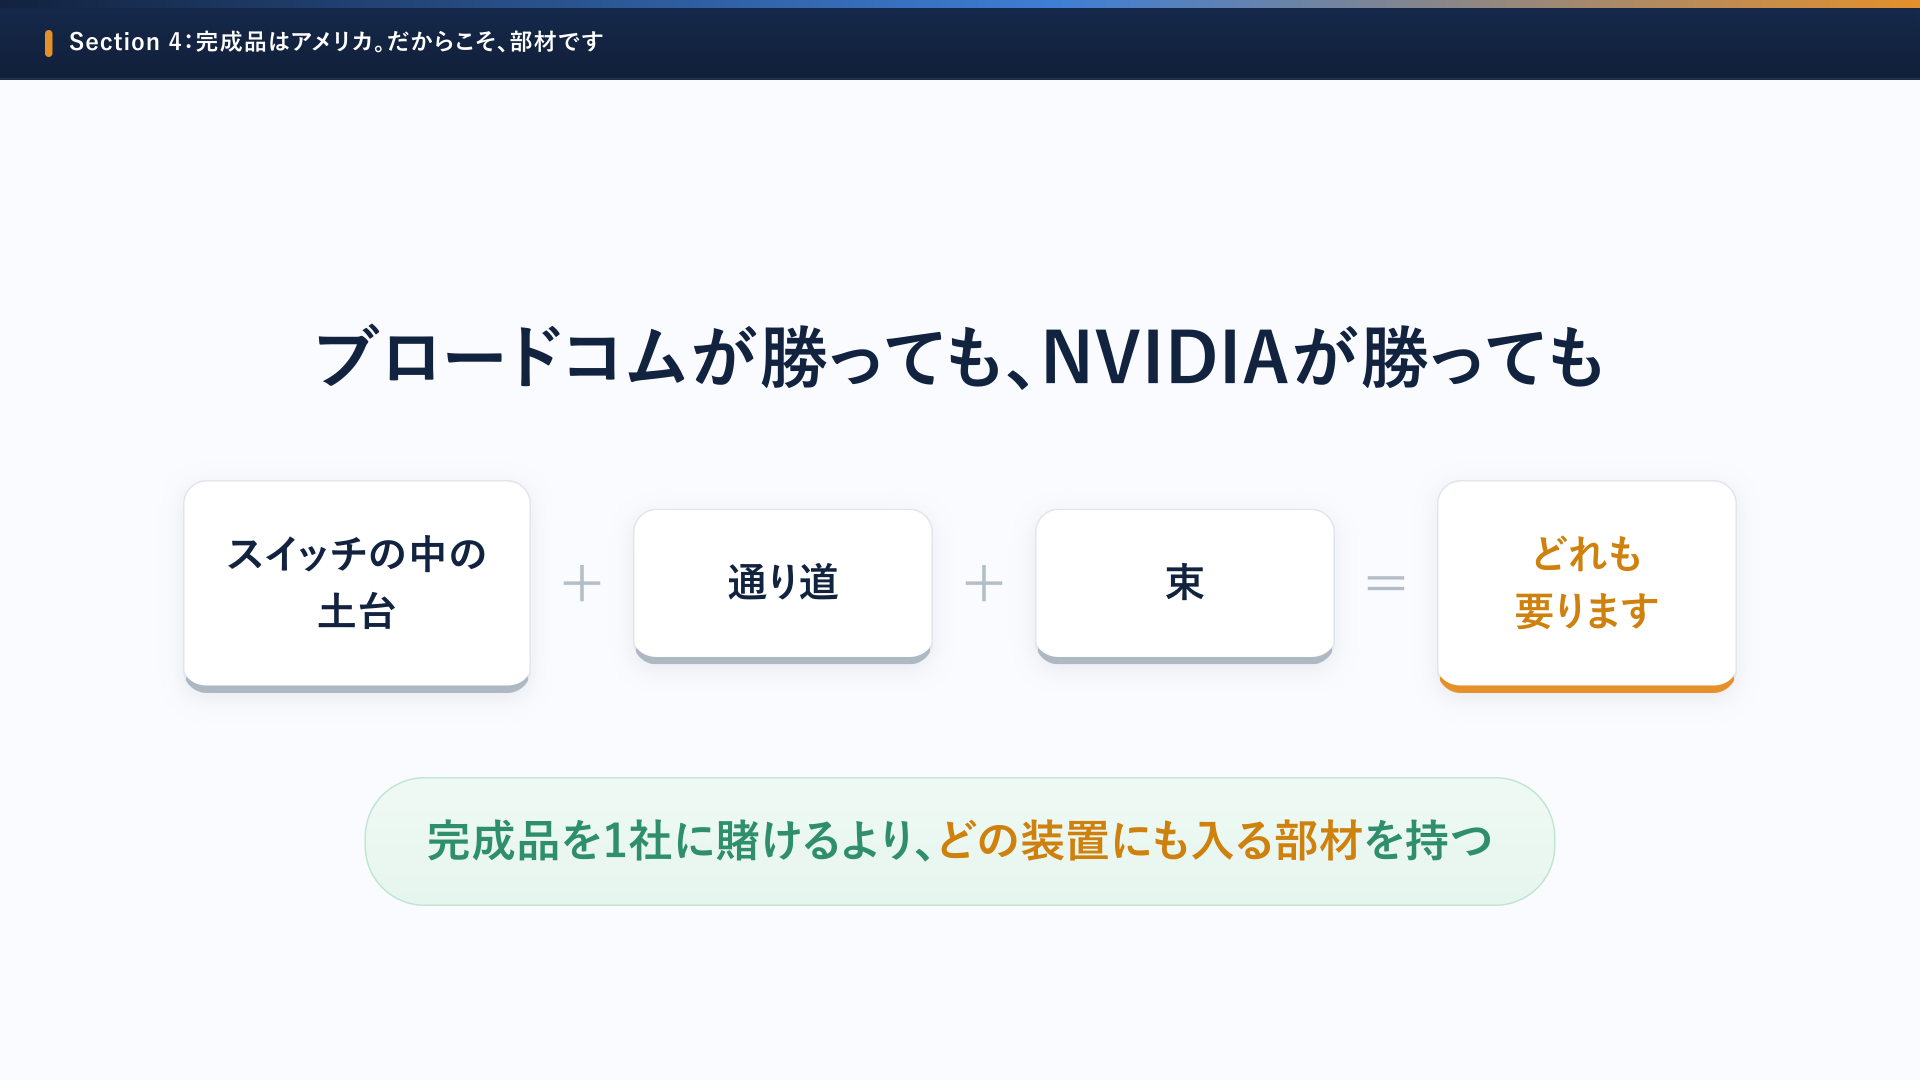 Section 4：完成品はアメリカ。だからこそ、部材です
ブロードコムが勝っても、NVIDIAが勝っても
スイッチの中の
土台
＋
通り道
＋
束
＝
どれも
要ります
完成品を1社に賭けるより、どの装置にも入る部材を持つ